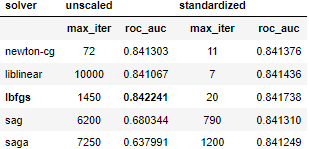 solver unscaled standardized
max_iter roc_auc max_iter roc_auc
newton-cg 72 0.841303 11 0.841376
liblinear 10000 0.841067 7 0.841436
lbfgs 1450 0.842241 20 0.841738
sag 6200 0.680344 790 0.841310
saga 7250 0.637991 1200 0.841249